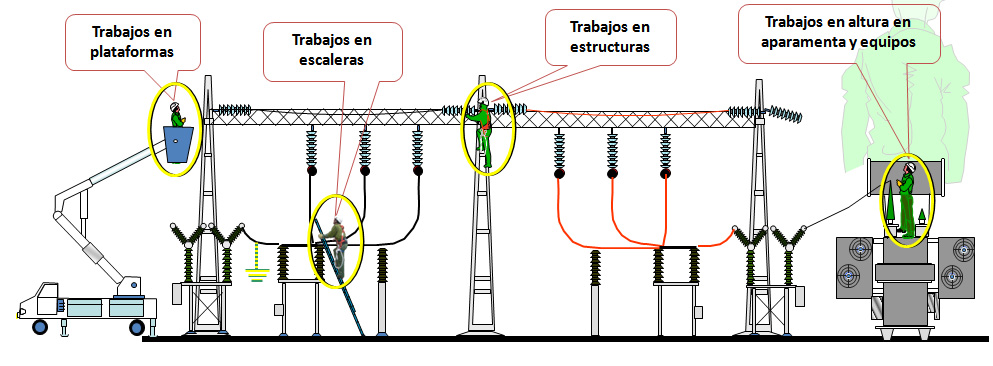 Trabajos en
plataformas
Trabajos en
escaleras
Trabajos en
estructuras
Trabajos en altura en
aparamenta y equipos